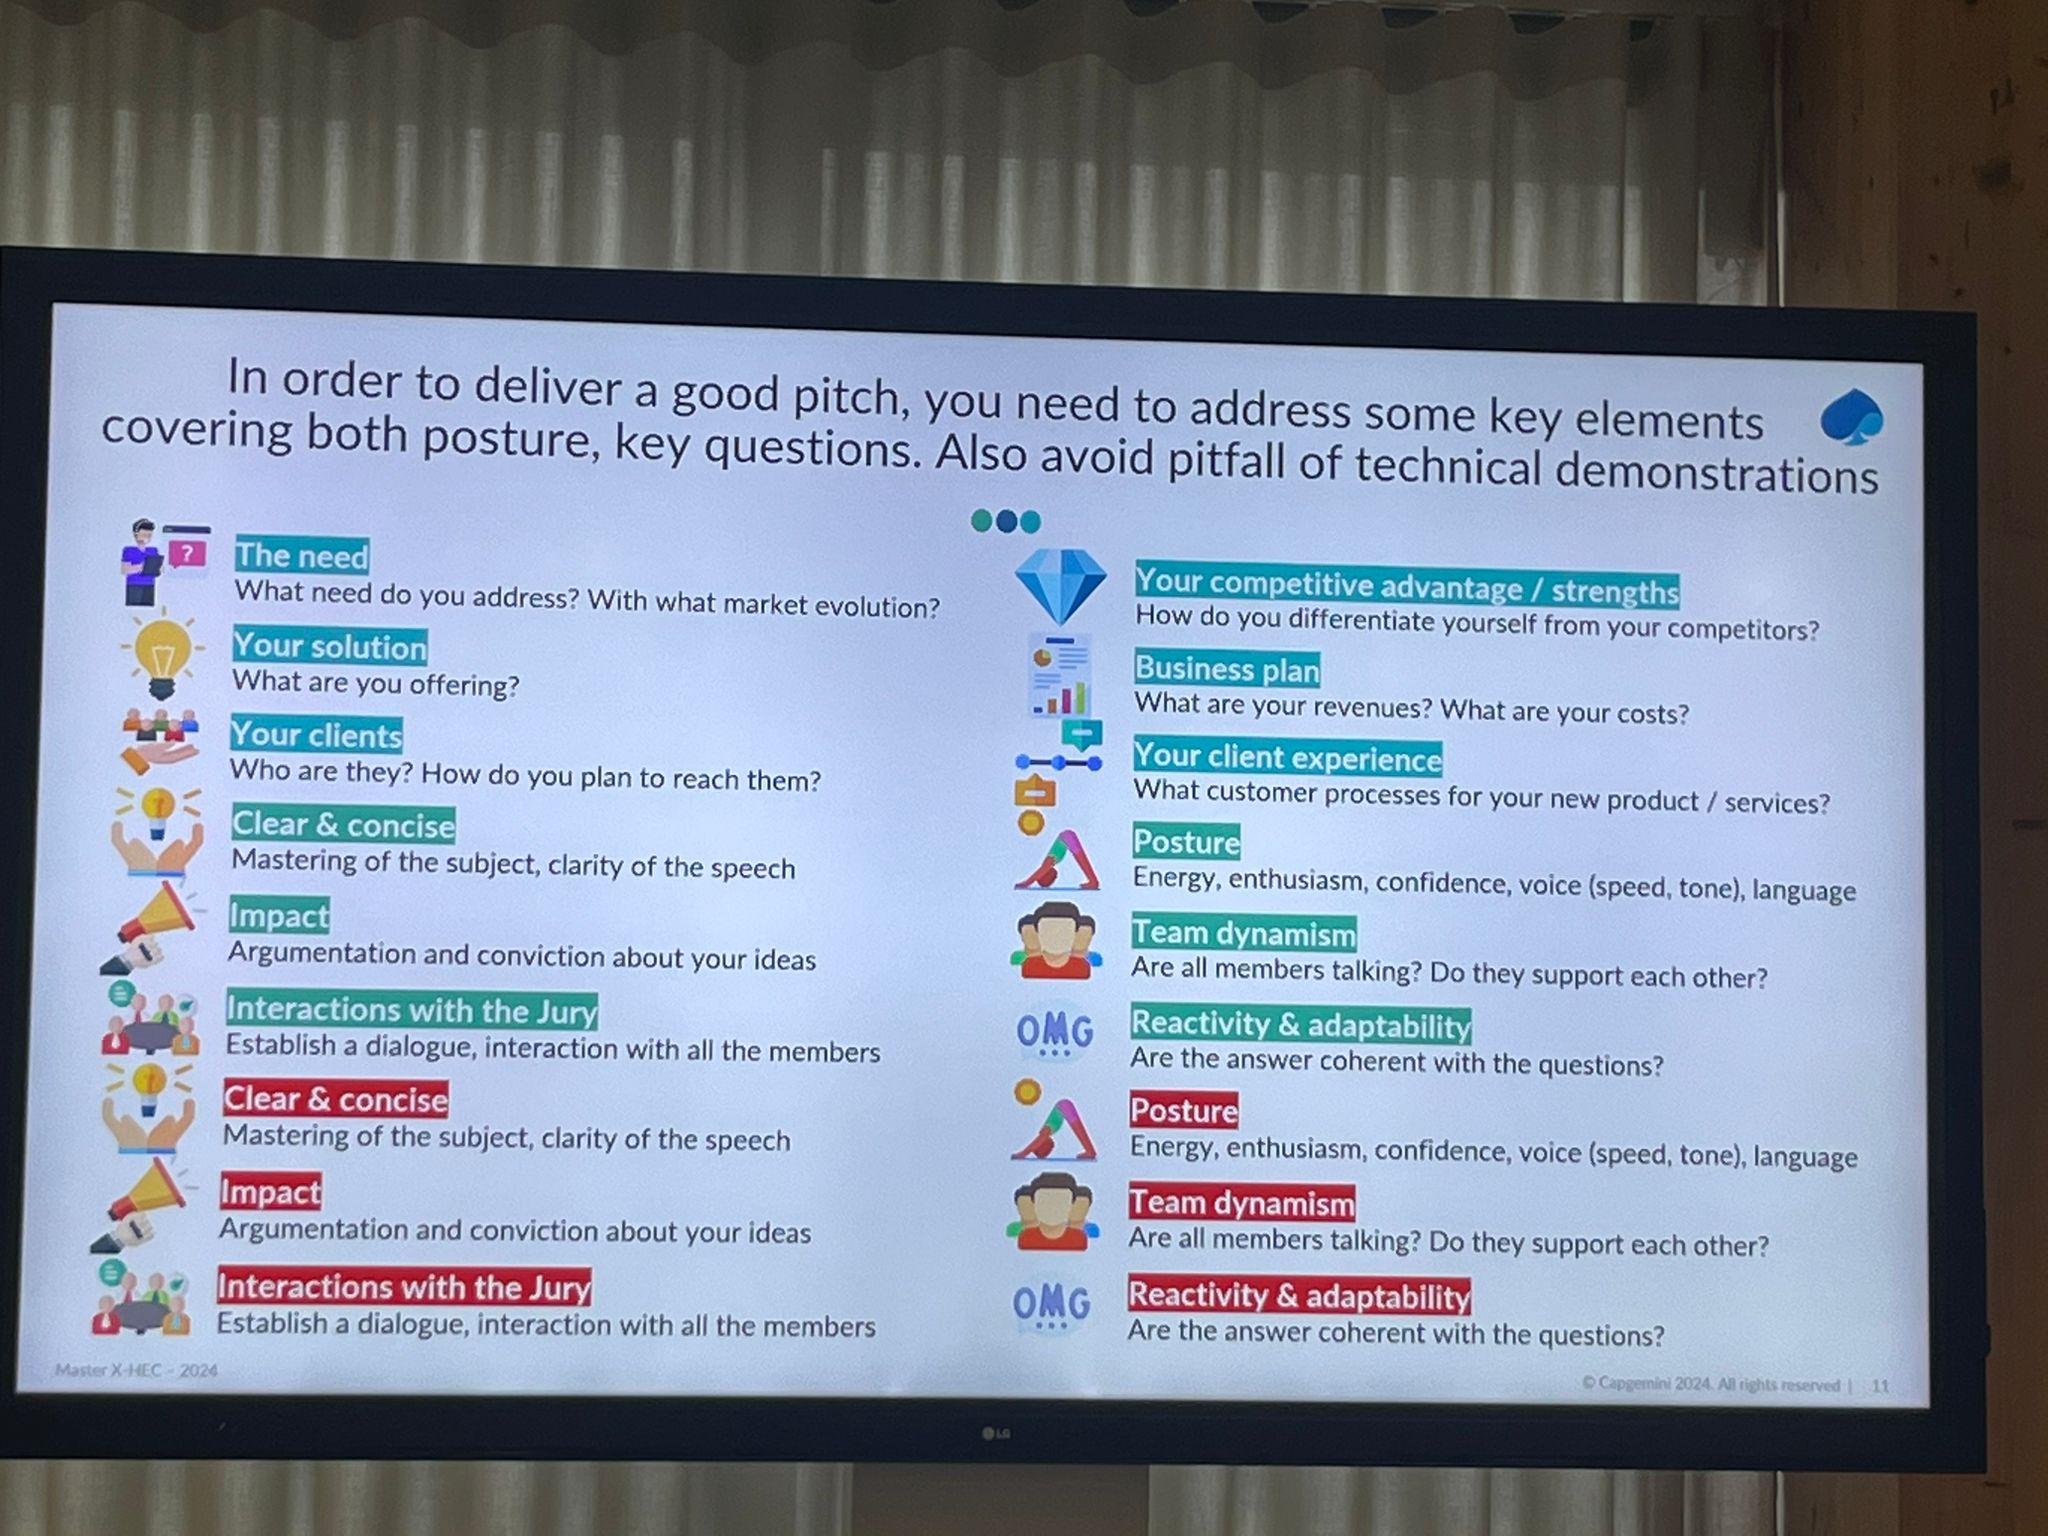 In order to deliver a good pitch, you need to address some key elements
covering both posture, key questions. Also avoid pitfall of technical demonstrations
?
The need
What need do you address? With what market evolution?
Your solution
What are you offering?
Your clients
Who are they? How do you plan to reach them?
Clear & concise
Mastering of the subject, clarity of the speech
Impact
Argumentation and conviction about your ideas
Interactions with the Jury
Establish a dialogue, interaction with all the members
Clear & concise
Mastering of the subject, clarity of the speech
Impact
Argumentation and conviction about your ideas
Interactions with the Jury
Establish a dialogue, interaction with all the members
Your competitive advantage / strengths
How do you differentiate yourself from your competitors?
Business plan
What are your revenues? What are your costs?
Your client experience
What customer processes for your new product / services?
Posture
Energy, enthusiasm, confidence, voice (speed, tone), language
Team dynamism
Are all members talking? Do they support each other?
OMG
Reactivity & adaptability
Are the answer coherent with the questions?
Posture
Energy, enthusiasm, confidence, voice (speed, tone), language
Team dynamism
Are all members talking? Do they support each other?
OMG
Reactivity & adaptability
Are the answer coherent with the questions?
Master X-HEC - 2024
© Capgemini 2024. All rights reserved | 11
LG